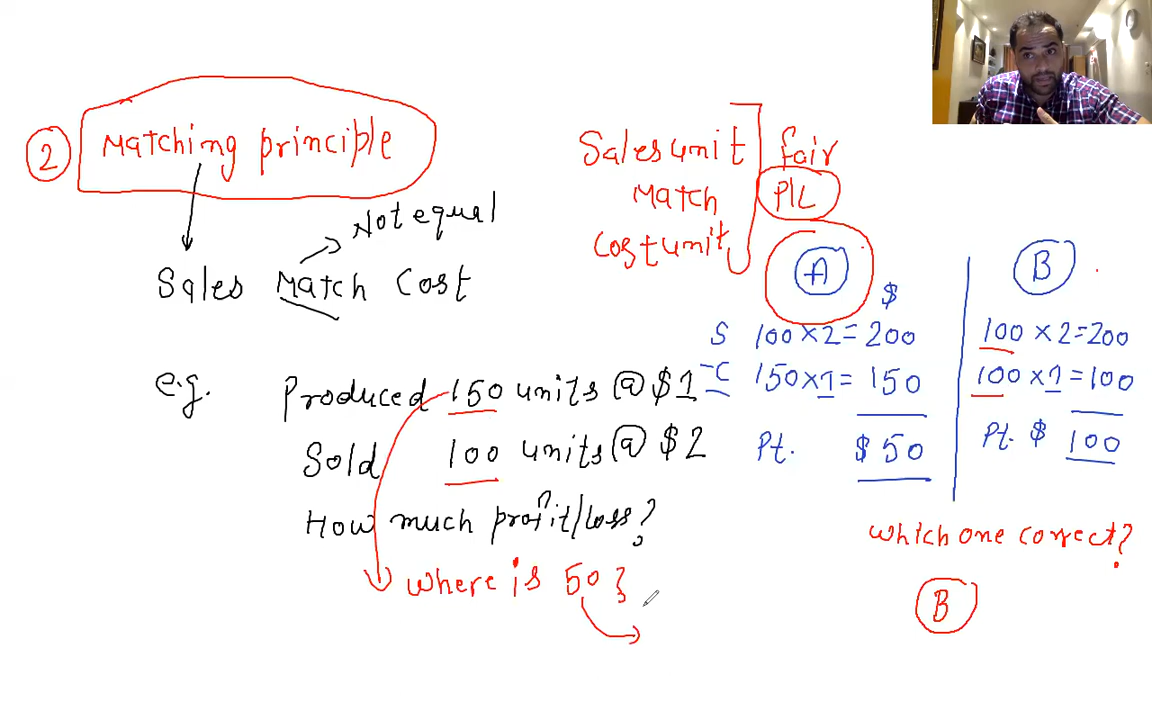 2 Matching principle
Not equal
Sales Match Cost
e.g. Produced 150 units @ $1
Sold 100 units @ $2
How much profit/loss?
Where is 50 }
Sales unit
Match
Cost unit
fair
P/L
A
$
S 100 × 2 = 200
-C 150 × 1 = 150
Pt. $ 50
B
100 × 2 = 200
100 × 1 = 100
Pt. $ 100
which one correct?
B